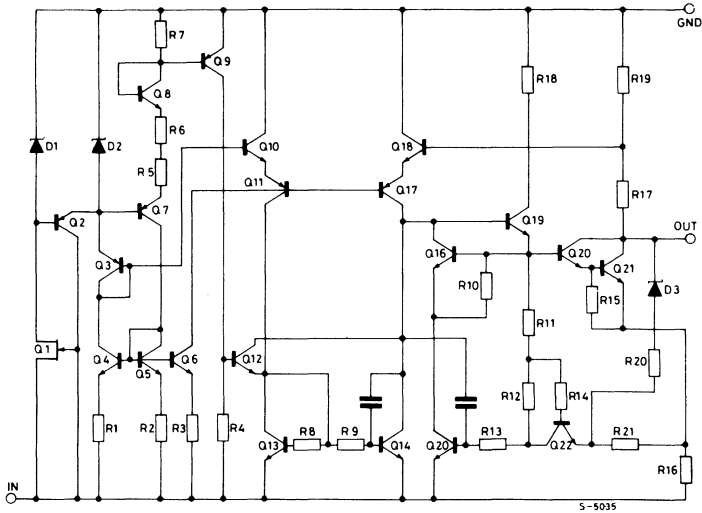 GND
R7
Q9
Q8
R18
R19
R6
D1
D2
Q10
Q18
R5
Q11
Q17
R17
Q7
Q2
OUT
Q19
Q16
Q20
Q21
Q3
R10
R15
D3
R11
Q1
Q4
Q5
Q6
Q12
R20
R12
R14
R1
R2
R3
R4
Q13
R8
R9
Q14
Q20
R13
Q22
R21
R16
IN
S-5035